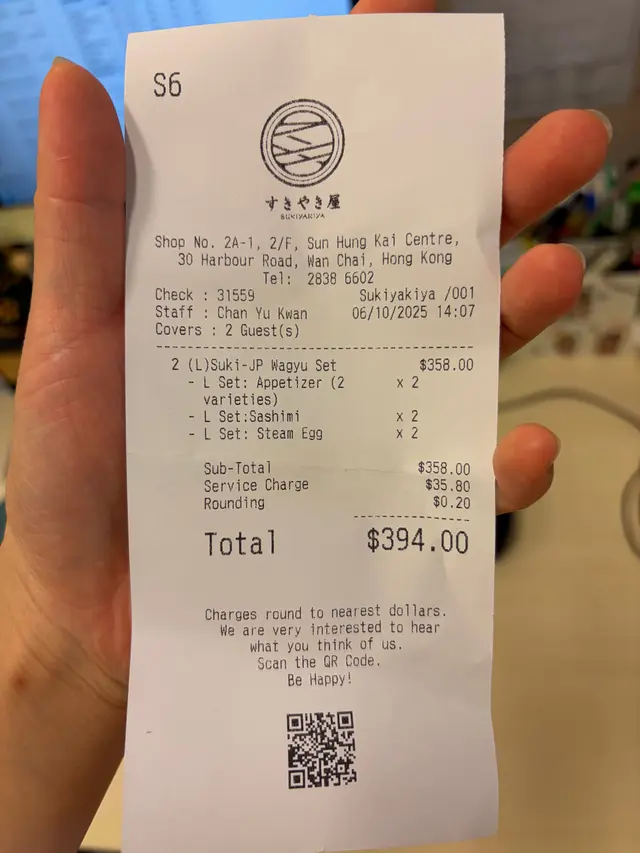 S6
すきやき屋
SUKIYAKIYA
Shop No. 2A-1, 2/F, Sun Hung Kai Centre,
30 Harbour Road, Wan Chai, Hong Kong
Tel: 2838 6602
Check : 31559 Sukiyakiya /001
Staff : Chan Yu Kwan 06/10/2025 14:07
Covers : 2 Guest(s)
2 (L)Suki-JP Wagyu Set $358.00
- L Set: Appetizer (2 x 2
varieties)
- L Set:Sashimi x 2
- L Set: Steam Egg x 2
Sub-Total $358.00
Service Charge $35.80
Rounding $0.20
Total $394.00
Charges round to nearest dollars.
We are very interested to hear
what you think of us.
Scan the QR Code.
Be Happy!